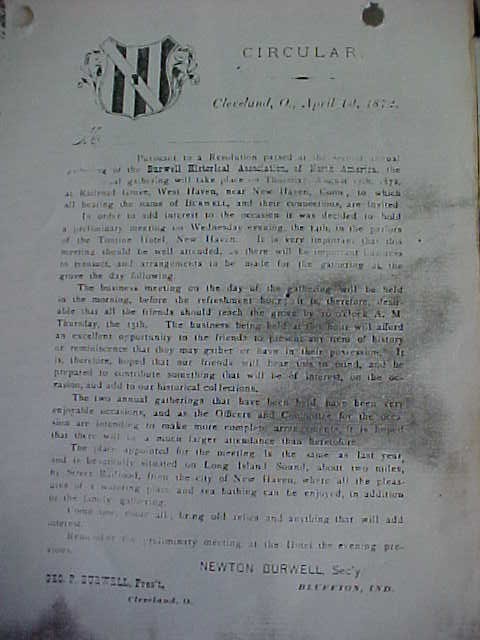 CIRCULAR.
Cleveland, O., April 1872.
M
Pursuant to a Resolution passed at the second annual
gathering of the Burwell Historical Association, of North America, the
annual gathering will take place on Thursday, August 15th, 1872,
at Railroad Grove, West Haven, near New Haven, Conn., to which
all bearing the name of BURWELL, and their connections, are invited.
In order to add interest to the occasion it was decided to hold
a preliminary meeting on Wednesday evening, the 14th, in the parlors
of the Tontine Hotel, New Haven. It is very important that this
meeting should be well attended, as there will be important business
to transact, and arrangements to be made for the gathering at the
grove the day following.
The business meeting on the day of the gathering will be held
in the morning, before the refreshment hour; it is, therefore, desir-
able that all the friends should reach the grove by 10 o'clock A. M.
Thursday, the 15th. The business being held at this hour will afford
an excellent opportunity to the friends to present any item of history
or reminiscence that they may gather or have in their possession. It
is, therefore, hoped that our friends will bear this in mind, and be
prepared to contribute something that will be of interest, on the oc-
casion, and add to our historical collections.
The two annual gatherings that have been held, have been very
enjoyable occasions, and as the Officers and Committee for the occa-
sion are intending to make more complete arrangements, it is hoped
that there will be a much larger attendance than heretofore.
The place appointed for the meeting is the same as last year,
and is beautifully situated on Long Island Sound, about two miles,
by Street Railroad, from the city of New Haven, where all the pleas-
ures of a watering place and sea bathing can be enjoyed, in addition
to the family gathering.
Come one, come all; bring old relics and anything that will add
interest.
Remember the preliminary meeting at the Hotel the evening pre-
vious.
NEWTON BURWELL, Sec'y
GEO. P. BURWELL, Pres't, BLUFFTON, IND.
Cleveland, O.